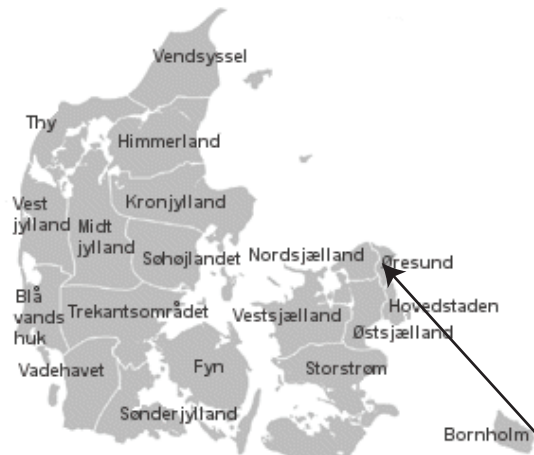 Vendsyssel
Thy
Himmerland
Vest
jylland
Midt
jylland
Kronjylland
Søhøjlandet
Nordsjælland
Øresund
Blå
vands
huk
Trekantsområdet
Vestsjælland
Hovedstaden
Østsjælland
Vadehavet
Fyn
Storstrøm
Sønderjylland
Bornholm